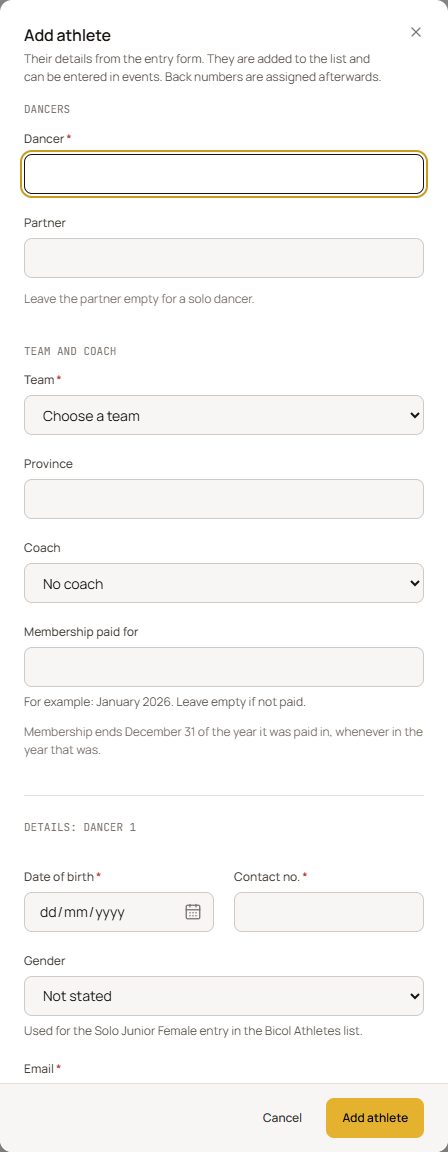 Add athlete
Their details from the entry form. They are added to the list and
can be entered in events. Back numbers are assigned afterwards.
DANCERS
Dancer *
Partner
Leave the partner empty for a solo dancer.
TEAM AND COACH
Team *
Choose a team
Province
Coach
No coach
Membership paid for
For example: January 2026. Leave empty if not paid.
Membership ends December 31 of the year it was paid in, whenever in the
year that was.
DETAILS: DANCER 1
Date of birth * Contact no. *
dd/mm/yyyy
Gender
Not stated
Used for the Solo Junior Female entry in the Bicol Athletes list.
Email *
Cancel Add athlete